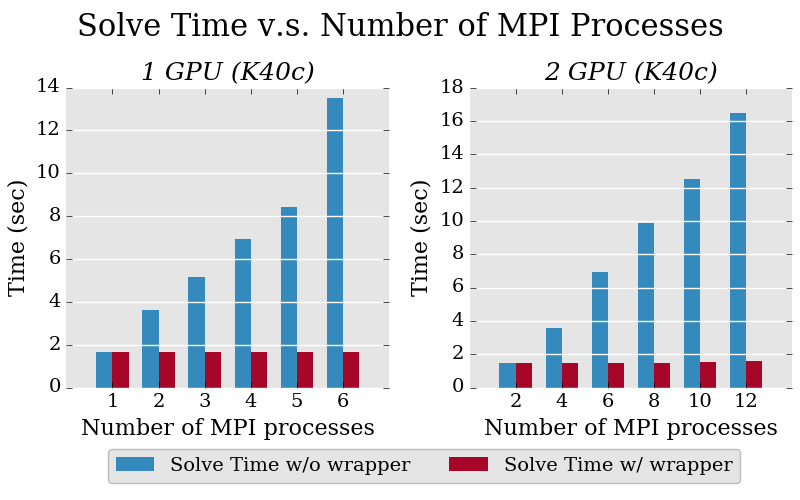 Solve Time v.s. Number of MPI Processes
1 GPU (K40c)
Time (sec)
14
12
10
8
6
4
2
0
1 2 3 4 5 6
Number of MPI processes
2 GPU (K40c)
Time (sec)
18
16
14
12
10
8
6
4
2
0
2 4 6 8 10 12
Number of MPI processes
Solve Time w/o wrapper
Solve Time w/ wrapper